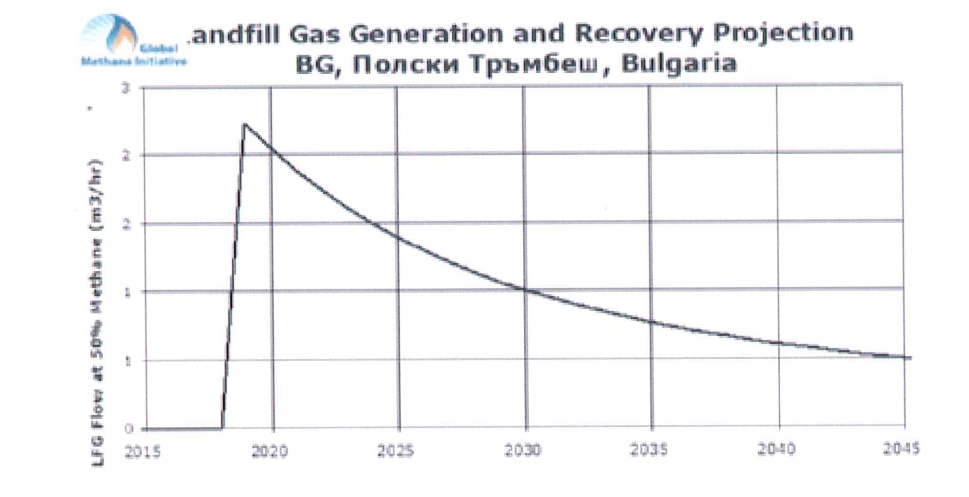 .andfill Gas Generation and Recovery Projection
BG, Полски Тръмбеш, Bulgaria
Global
Methane Initiative
LFG Flow at 50% Methane (m3/hr)
3
2
2
1
1
0
2015 2020 2025 2030 2035 2040 2045